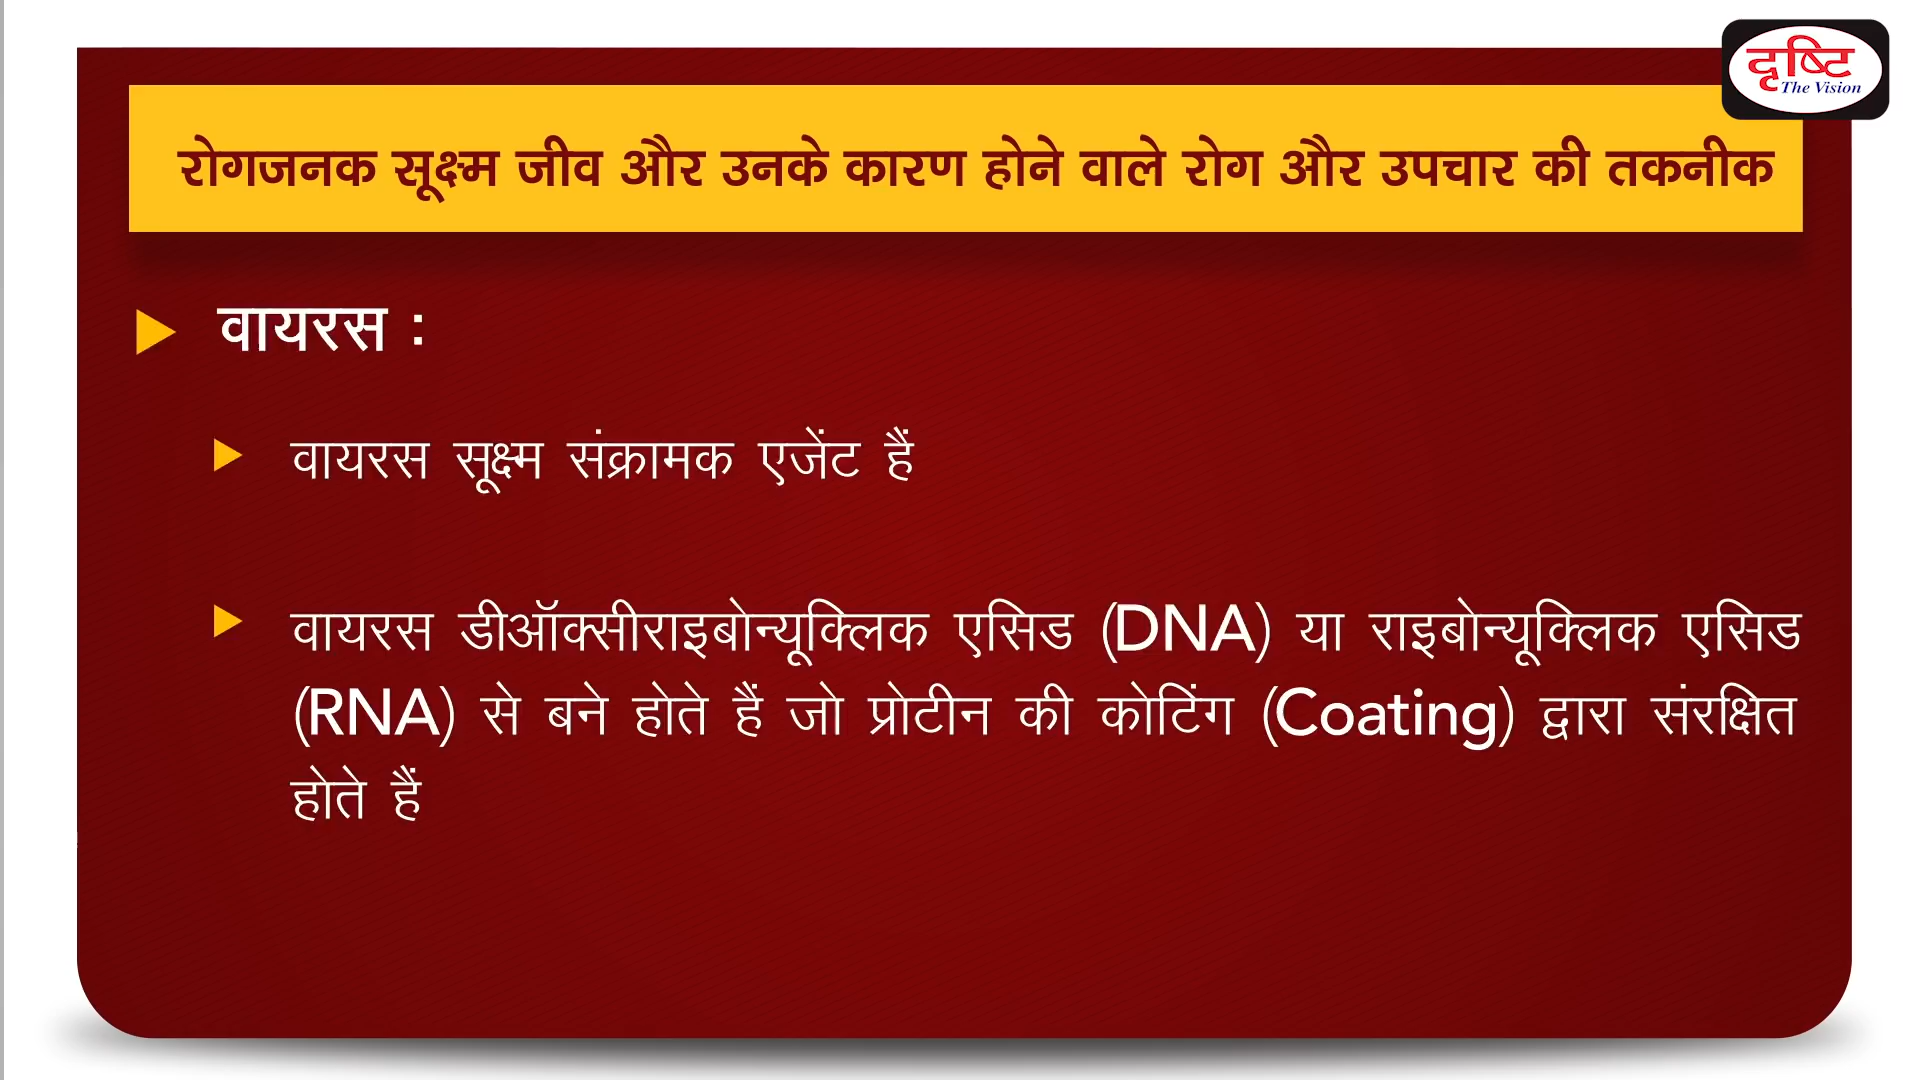 दृष्टि
The Vision
रोगजनक सूक्ष्म जीव और उनके कारण होने वाले रोग और उपचार की तकनीक
वायरस :
वायरस सूक्ष्म संक्रामक एजेंट हैं
वायरस डीऑक्सीराइबोन्यूक्लिक एसिड (DNA) या राइबोन्यूक्लिक एसिड
(RNA) से बने होते हैं जो प्रोटीन की कोटिंग (Coating) द्वारा संरक्षित
होते हैं